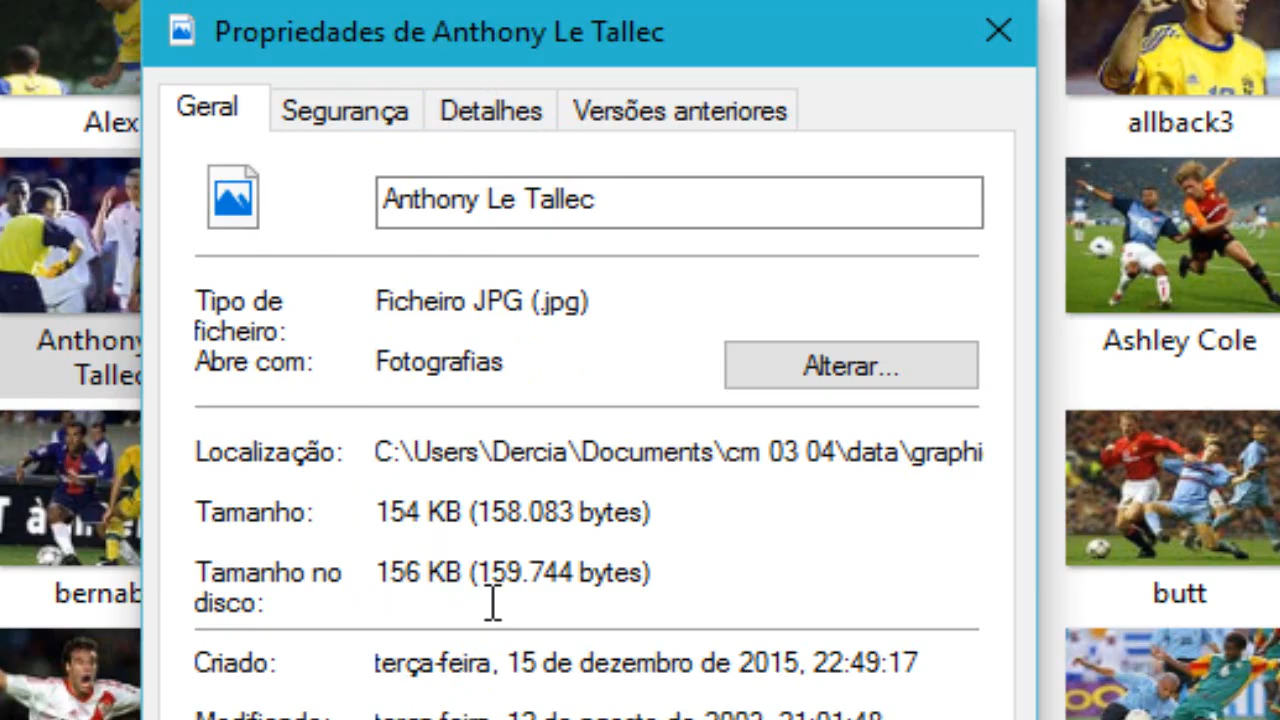 Propriedades de Anthony Le Tallec
Geral
Segurança
Detalhes
Versões anteriores
Anthony Le Tallec
Tipo de
ficheiro:
Ficheiro JPG (.jpg)
Abre com:
Fotografias
Alterar...
Localização:
C:\Users\Dercia\Documents\cm 03 04\data\graphi
Tamanho:
154 KB (158.083 bytes)
Tamanho no
disco:
156 KB (159.744 bytes)
Criado:
terça-feira, 15 de dezembro de 2015, 22:49:17
Alex
Anthony
Tallec
bernab
allback3
Ashley Cole
butt